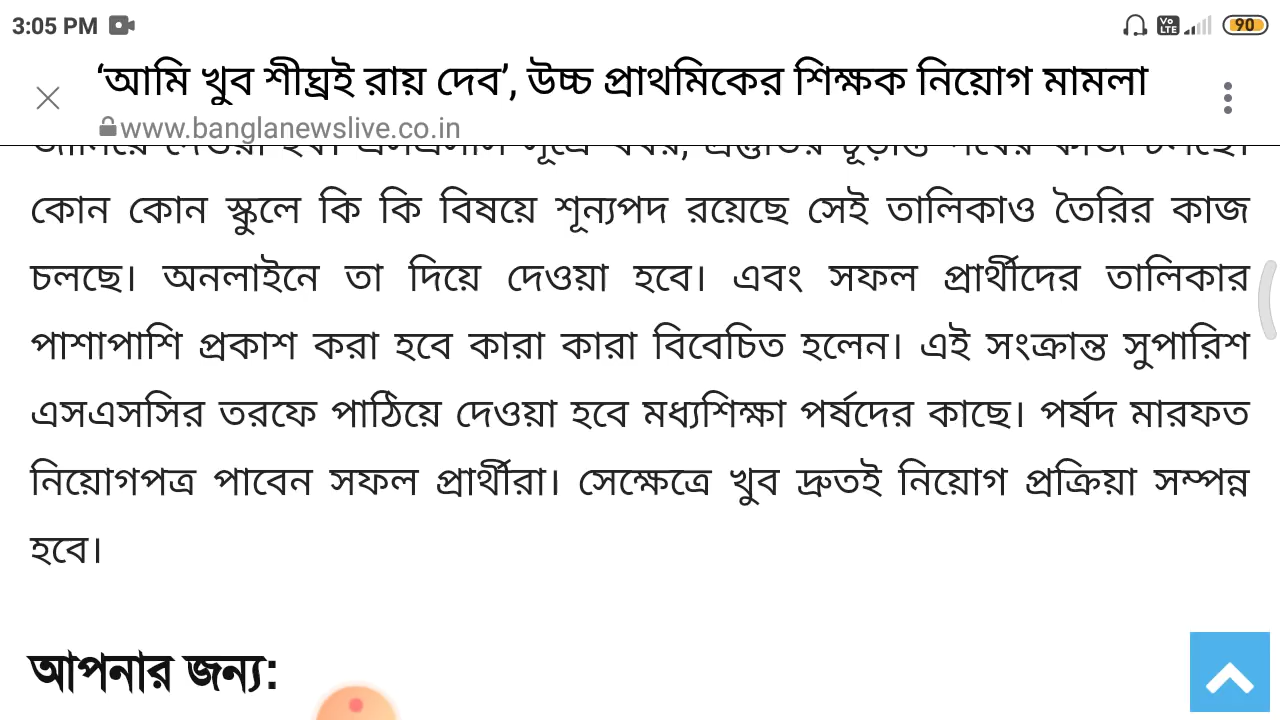 3:05 PM
Vo LTE
90
‘আমি খুব শীঘ্রই রায় দেব’, উচ্চ প্রাথমিকের শিক্ষক নিয়োগ মামলা
www.banglanewslive.co.in
কোন কোন স্কুলে কি কি বিষয়ে শূন্যপদ রয়েছে সেই তালিকাও তৈরির কাজ
চলছে। অনলাইনে তা দিয়ে দেওয়া হবে। এবং সফল প্রার্থীদের তালিকার
পাশাপাশি প্রকাশ করা হবে কারা কারা বিবেচিত হলেন। এই সংক্রান্ত সুপারিশ
এসএসসির তরফে পাঠিয়ে দেওয়া হবে মধ্যশিক্ষা পর্ষদের কাছে। পর্ষদ মারফত
নিয়োগপত্র পাবেন সফল প্রার্থীরা। সেক্ষেত্রে খুব দ্রুতই নিয়োগ প্রক্রিয়া সম্পন্ন
হবে।
আপনার জন্য: